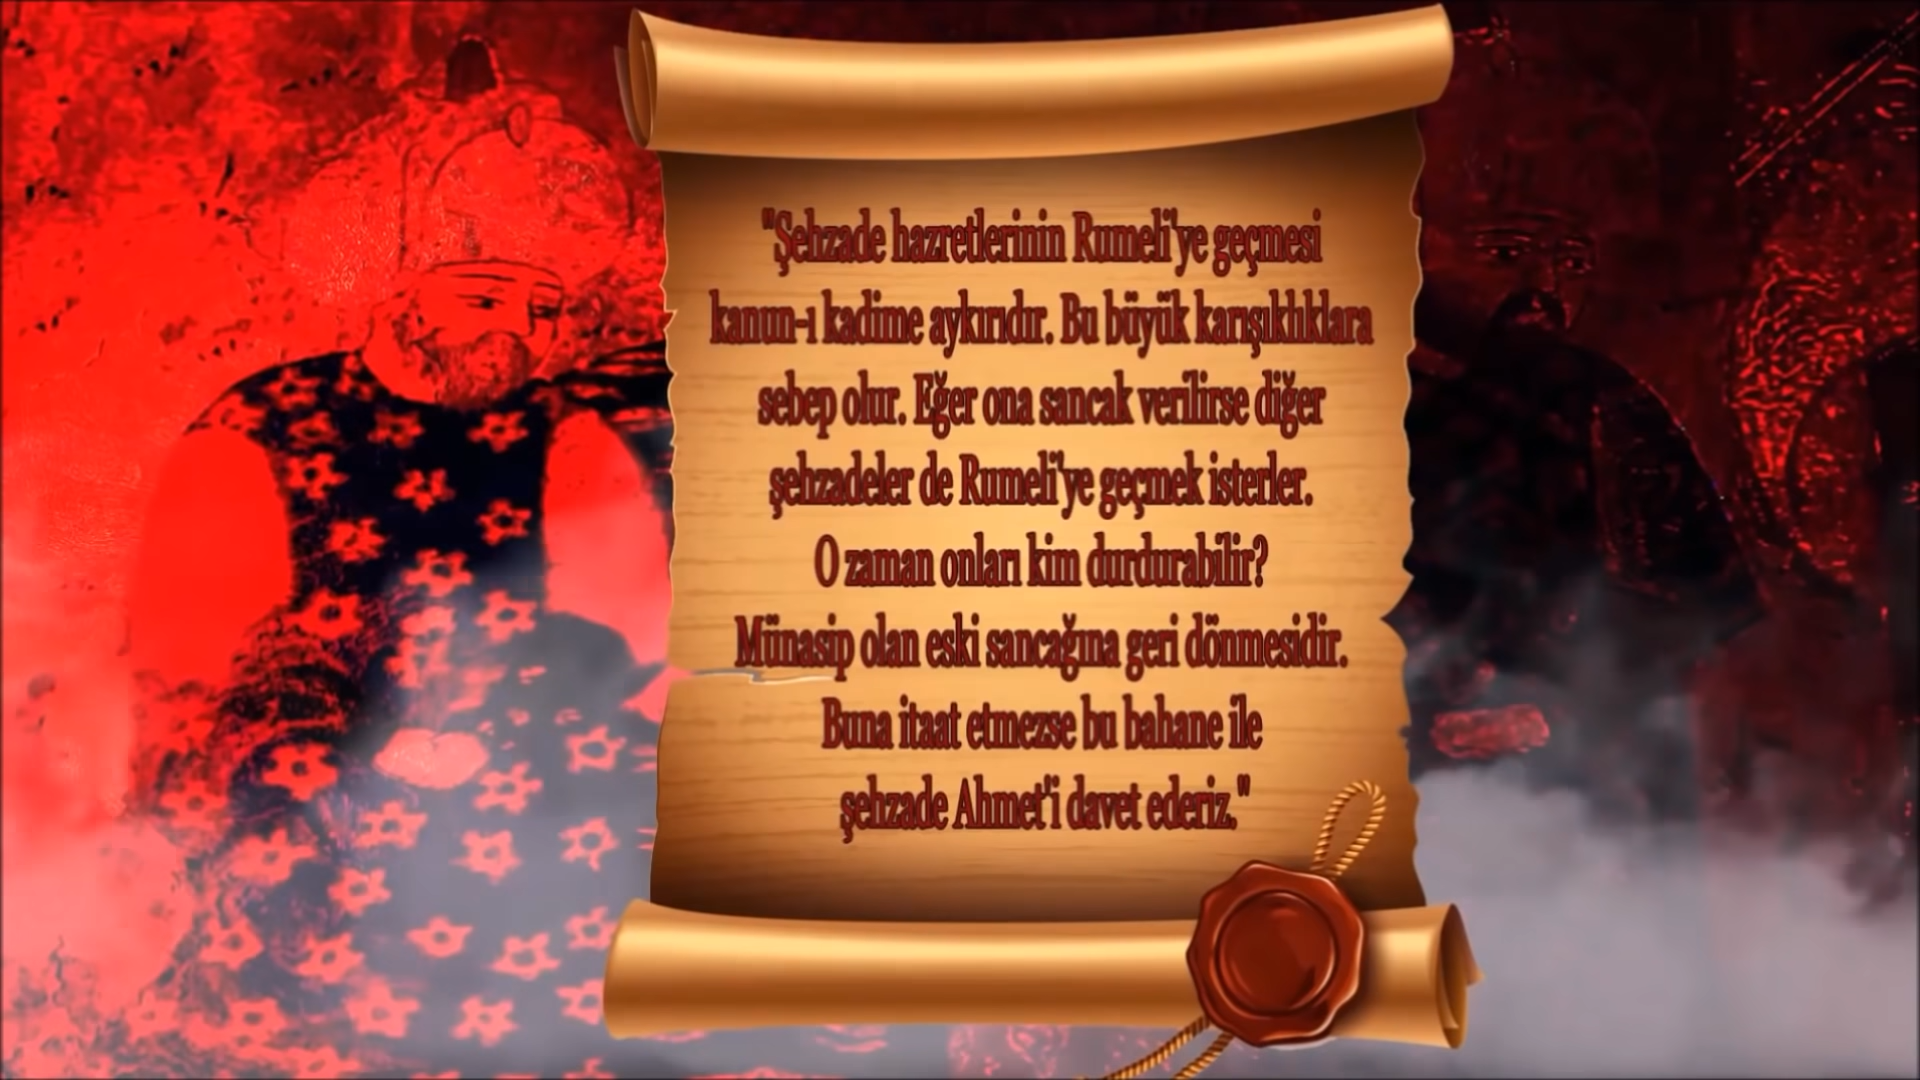 "Şehzade hazretlerinin Rumeli'ye geçmesi
kanun-ı kadime aykırıdır. Bu büyük karışıklıklara
sebep olur. Eğer ona sancak verilirse diğer
şehzadeler de Rumeli'ye geçmek isterler.
O zaman onları kim durdurabilir?
Münasip olan eski sancağına geri dönmesidir.
Buna itaat etmezse bu bahane ile
şehzade Ahmet'i davet ederiz."